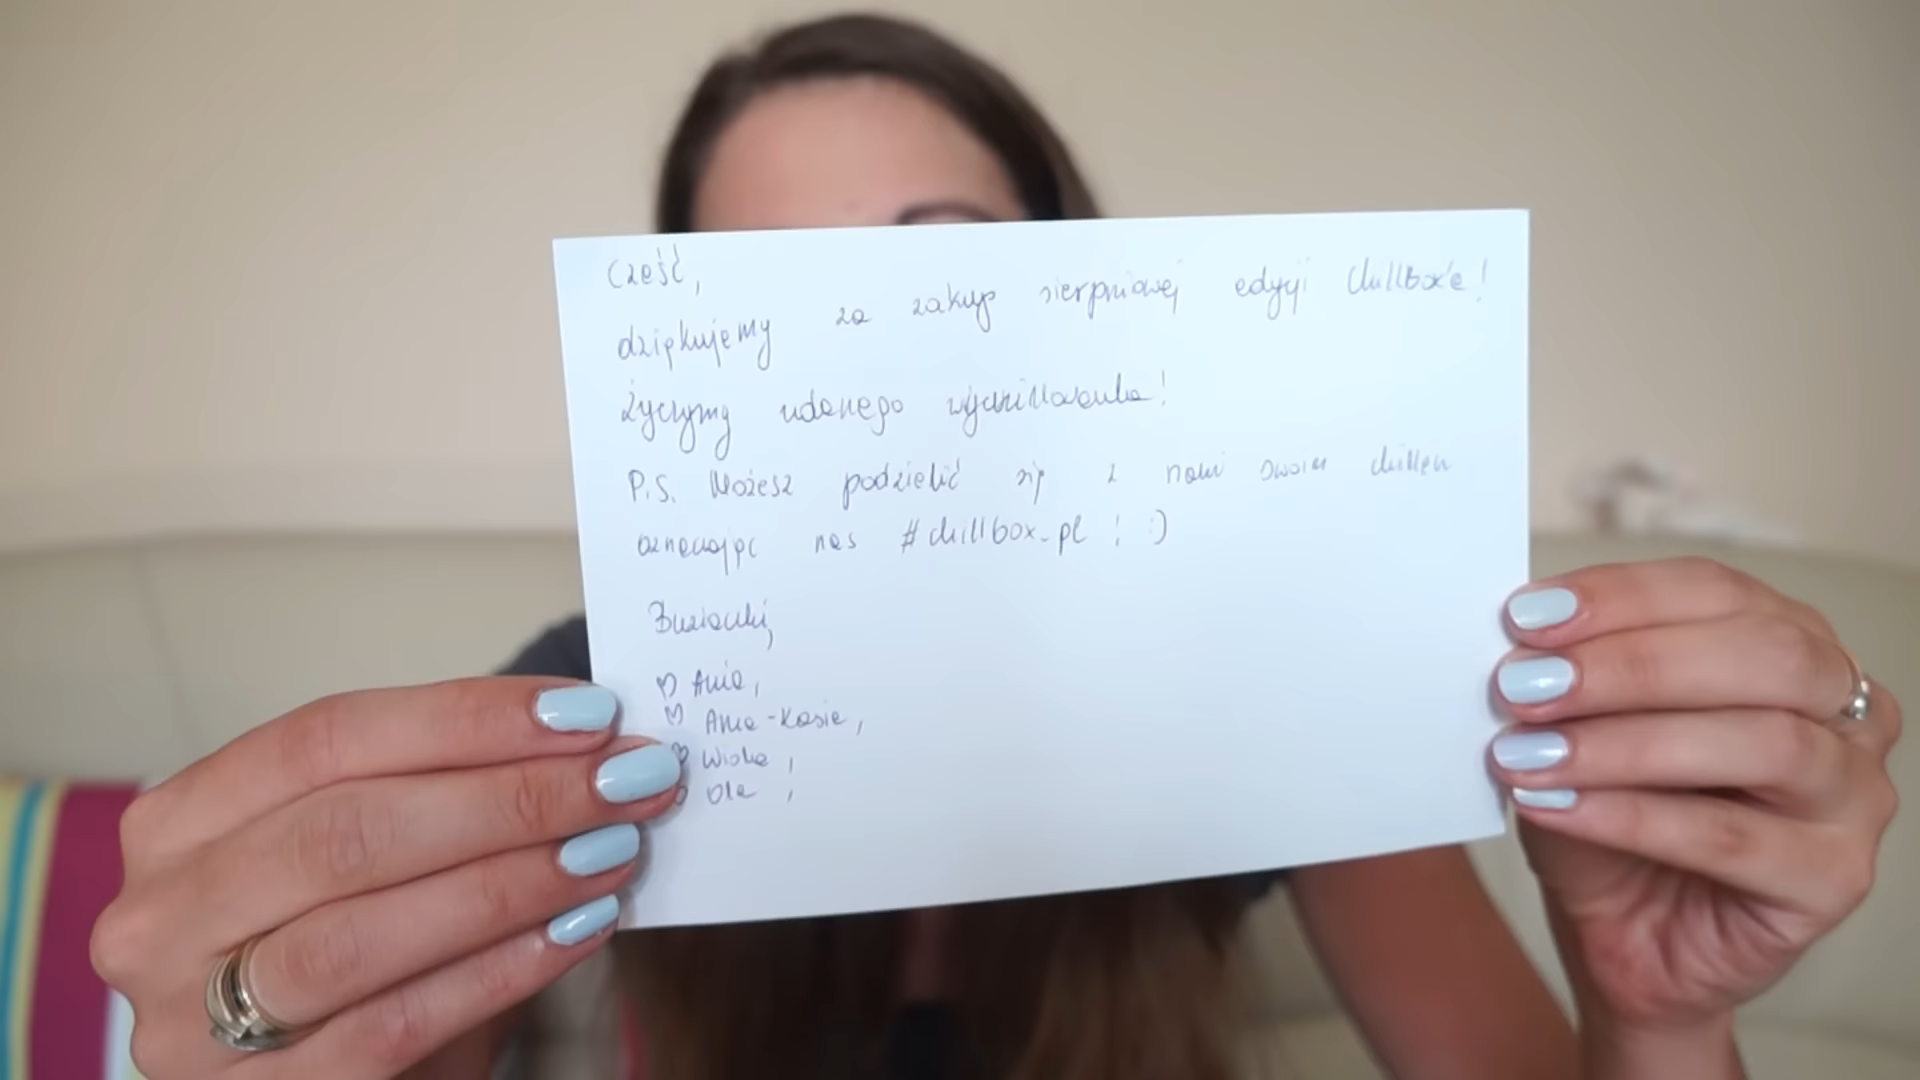 Cześć,
dziękujemy za zakup sierpniowej edycji Chillbox'a!
życzymy udanego wychillowania!
P.S. Możesz podzielić się z nami swoim chillem
oznaczając nas #chillbox_pl ! :)
Buziaczki,
♡ Ania,
♡ Ania-Kasia,
♡ Wiola,
♡ Ola,